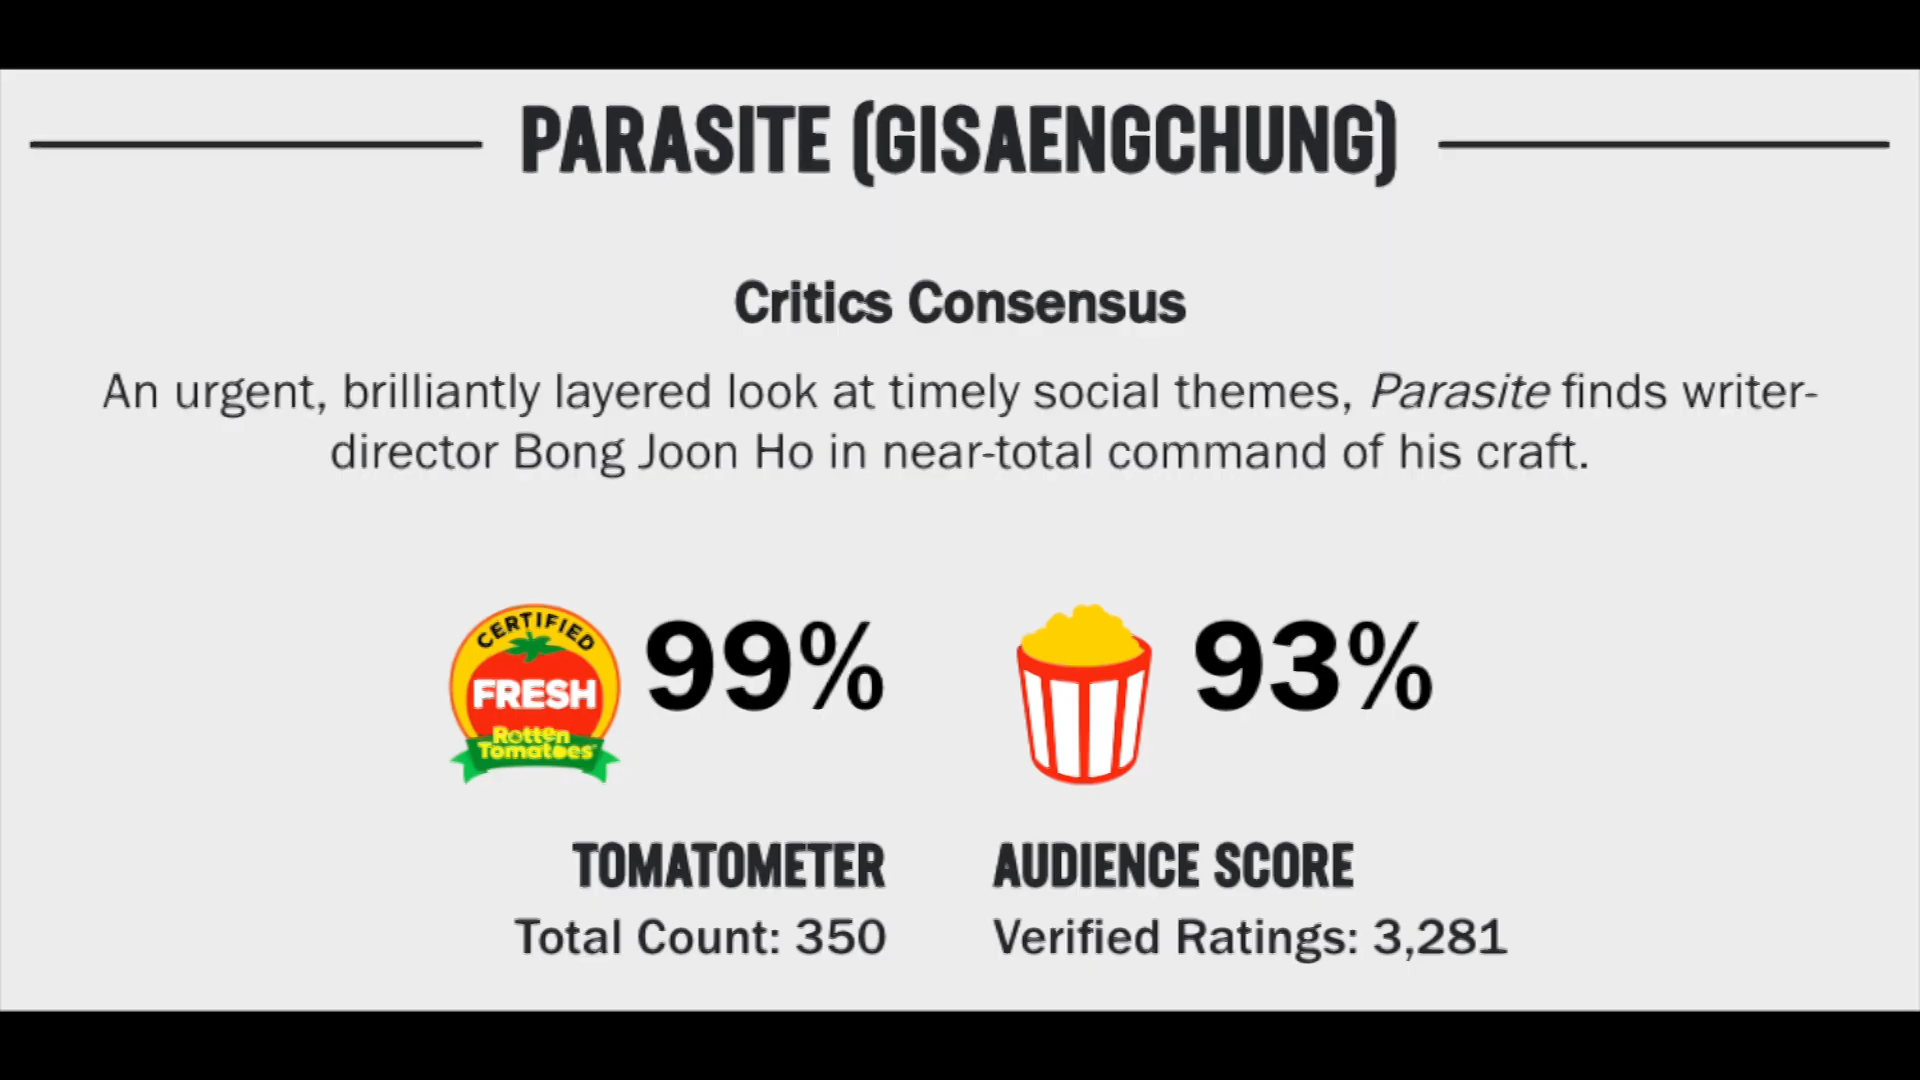 PARASITE (GISAENGCHUNG)
Critics Consensus
An urgent, brilliantly layered look at timely social themes, Parasite finds writer-
director Bong Joon Ho in near-total command of his craft.
CERTIFIED
FRESH
Rotten
Tomatoes
99%
93%
TOMATOMETER
AUDIENCE SCORE
Total Count: 350
Verified Ratings: 3,281